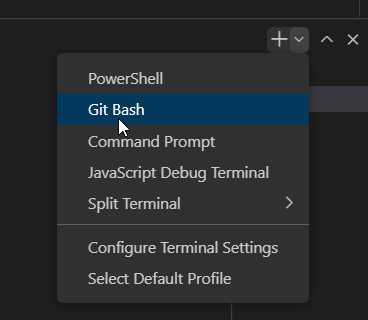 PowerShell
Git Bash
Command Prompt
JavaScript Debug Terminal
Split Terminal
Configure Terminal Settings
Select Default Profile